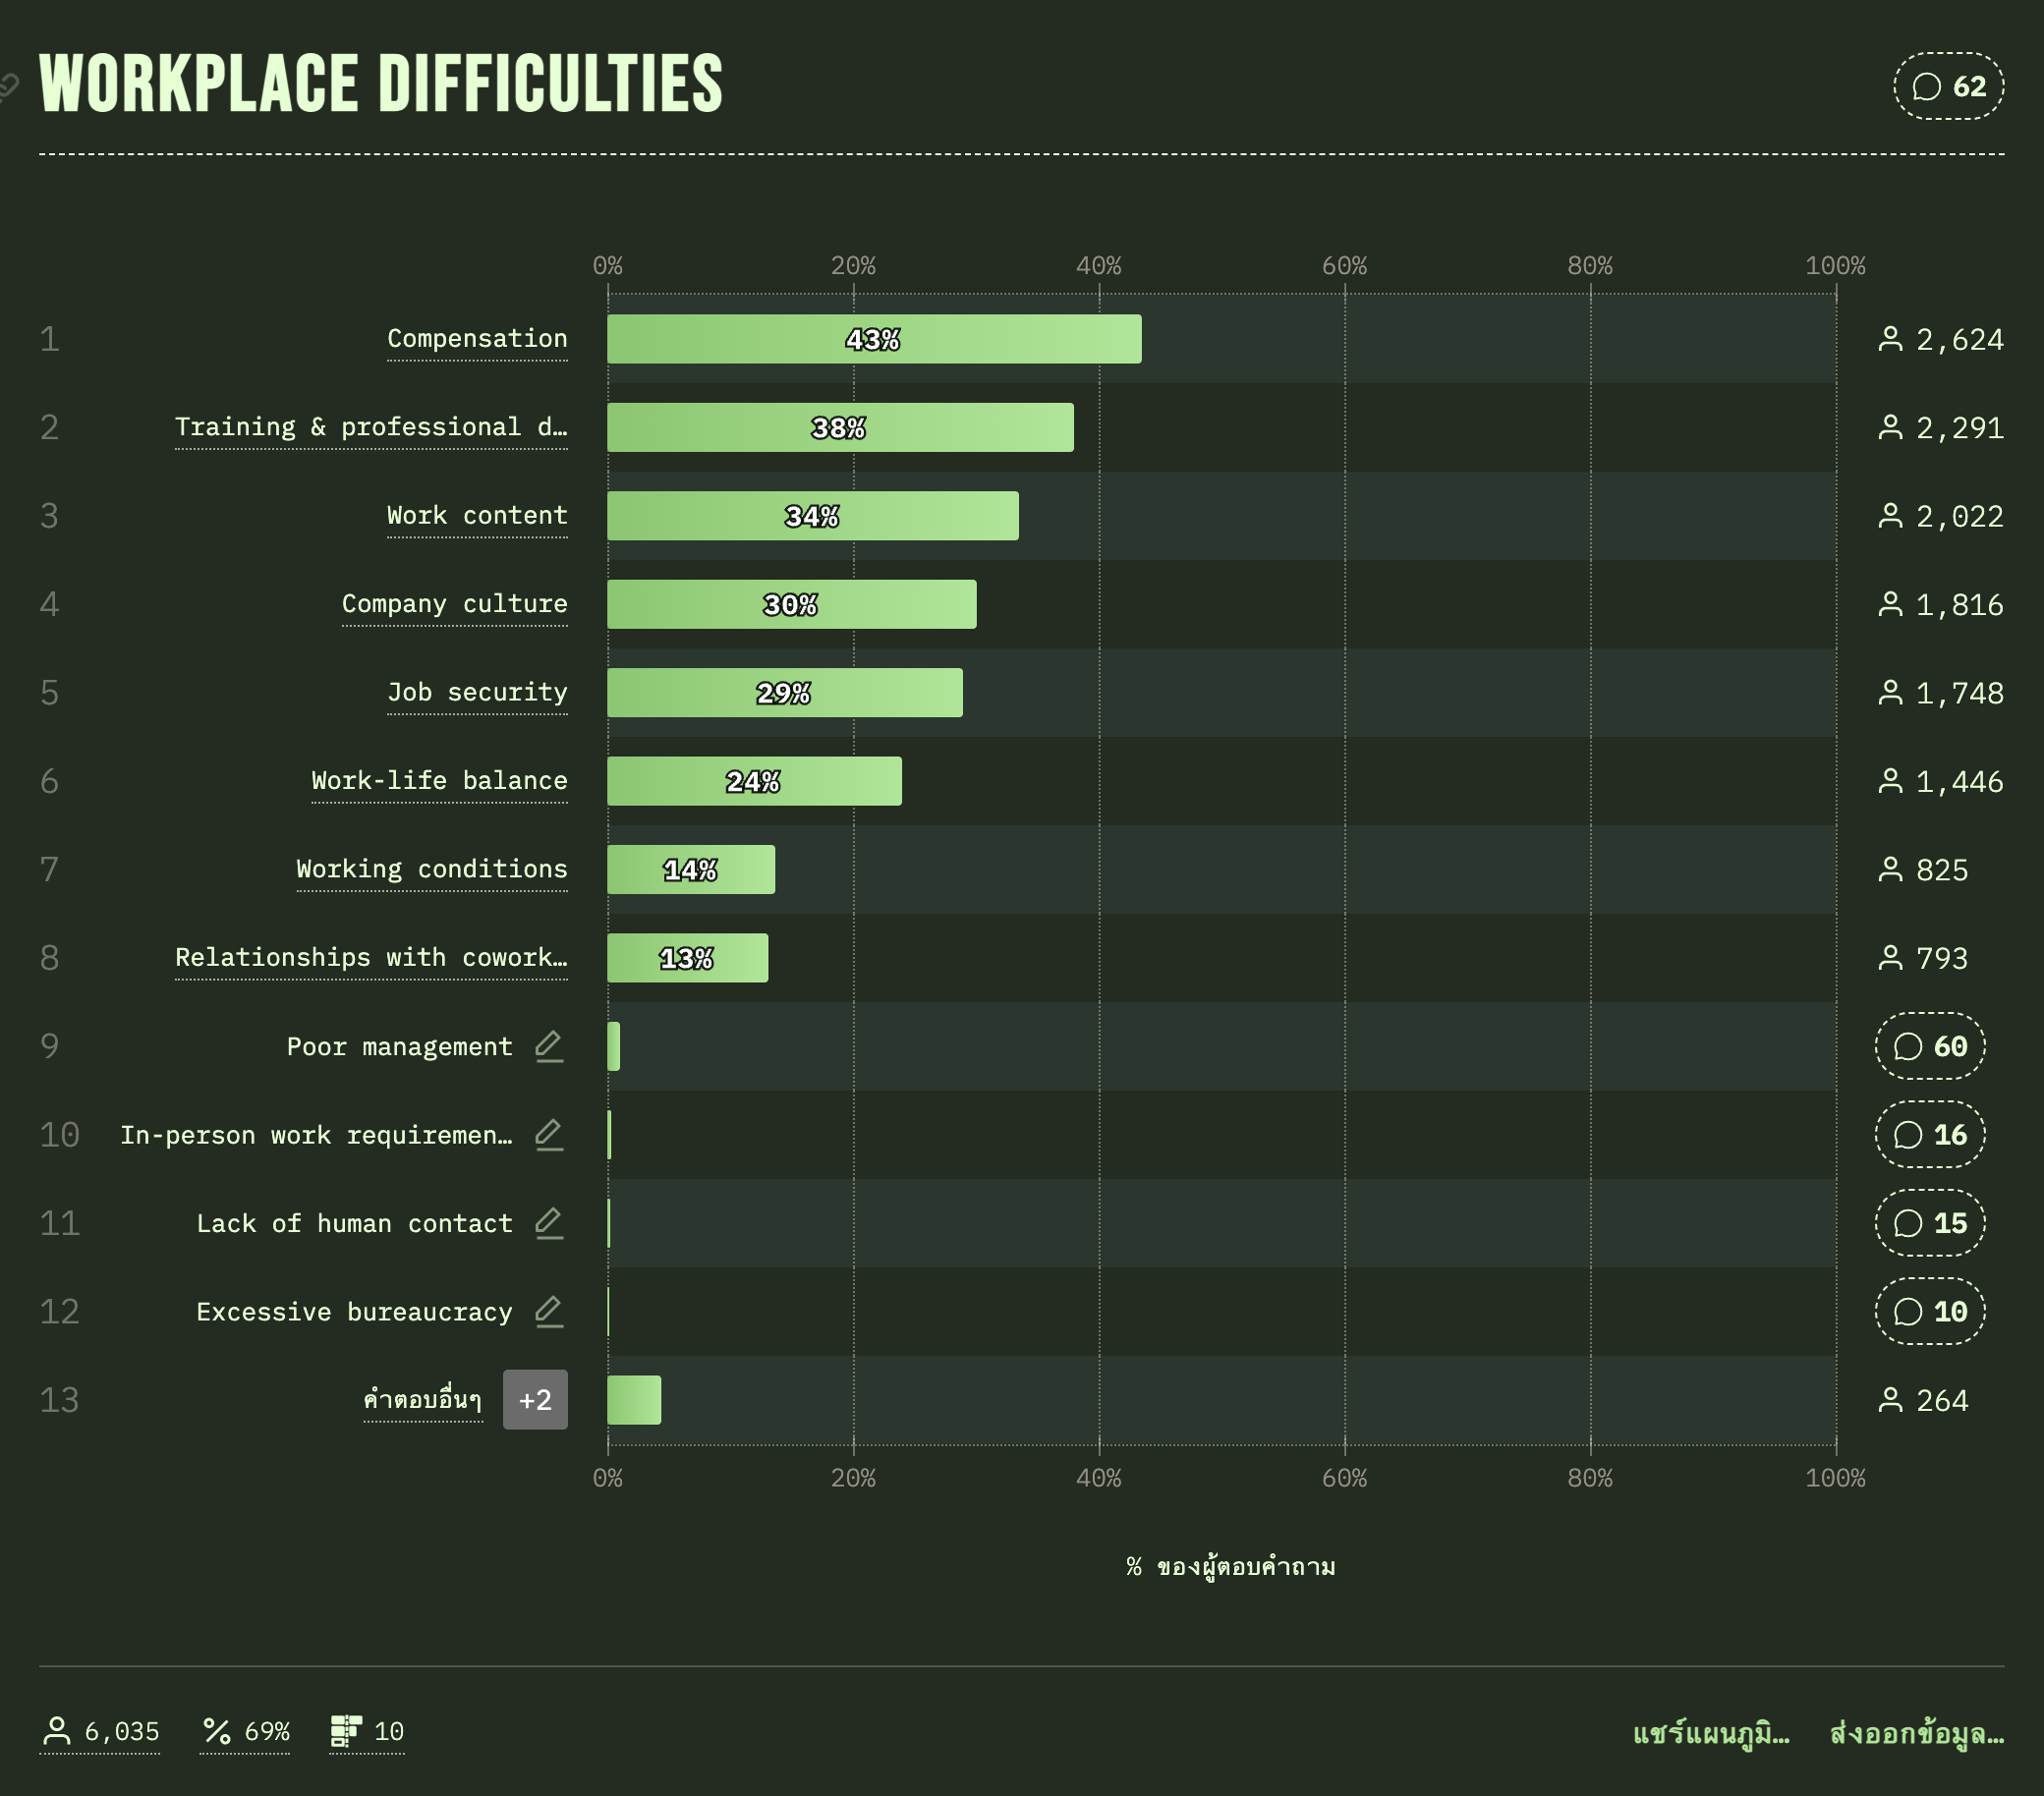 WORKPLACE DIFFICULTIES
62
0% 20% 40% 60% 80% 100%
1 Compensation 43% 2,624
2 Training & professional d… 38% 2,291
3 Work content 34% 2,022
4 Company culture 30% 1,816
5 Job security 29% 1,748
6 Work-life balance 24% 1,446
7 Working conditions 14% 825
8 Relationships with cowork… 13% 793
9 Poor management 60
10 In-person work requiremen… 16
11 Lack of human contact 15
12 Excessive bureaucracy 10
13 คำตอบอื่นๆ +2 264
0% 20% 40% 60% 80% 100%
% ของผู้ตอบคำถาม
6,035 % 69% 10 แชร์แผนภูมิ… ส่งออกข้อมูล…